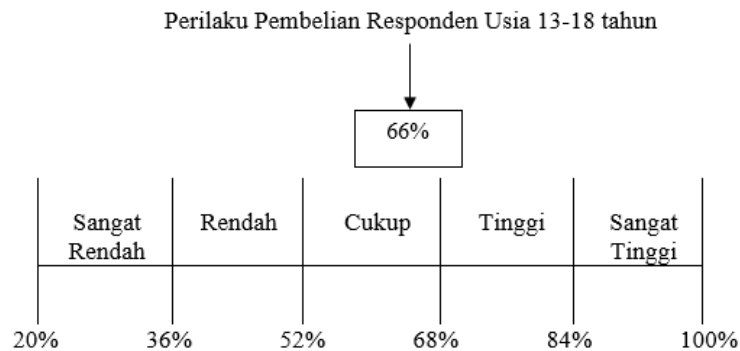 Perilaku Pembelian Responden Usia 13-18 tahun
66%
Sangat Rendah Cukup Tinggi Sangat
Rendah Tinggi
20% 36% 52% 68% 84% 100%